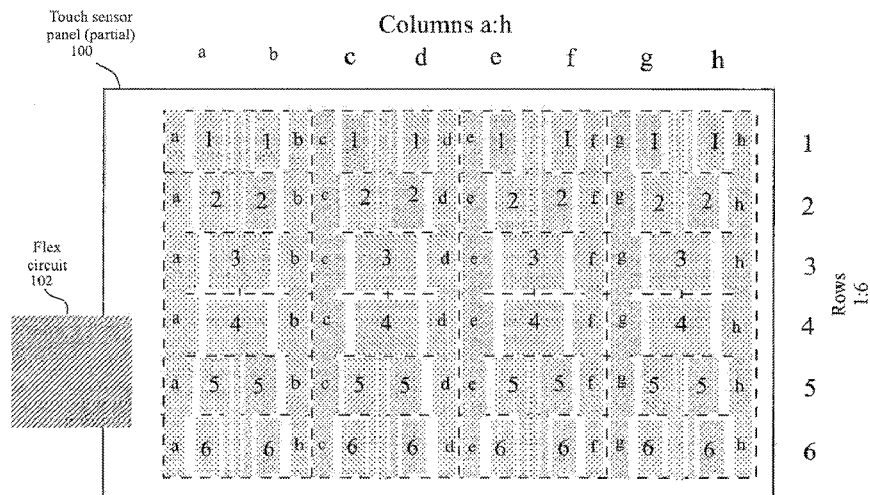 Touch sensor
panel (partial)
100
Columns a:h
a b c d e f g h
a 1 1 b c 1 1 d e 1 1 f g 1 1 h 1
a 2 2 b c 2 2 d e 2 2 f g 2 2 h 2
a 3 b c 3 d e 3 f g 3 h 3
a 4 b c 4 d e 4 f g 4 h 4
a 5 5 b c 5 5 d e 5 5 f g 5 5 h 5
a 6 6 b c 6 6 d e 6 6 f g 6 6 h 6
Flex
circuit
102
Rows
1:6